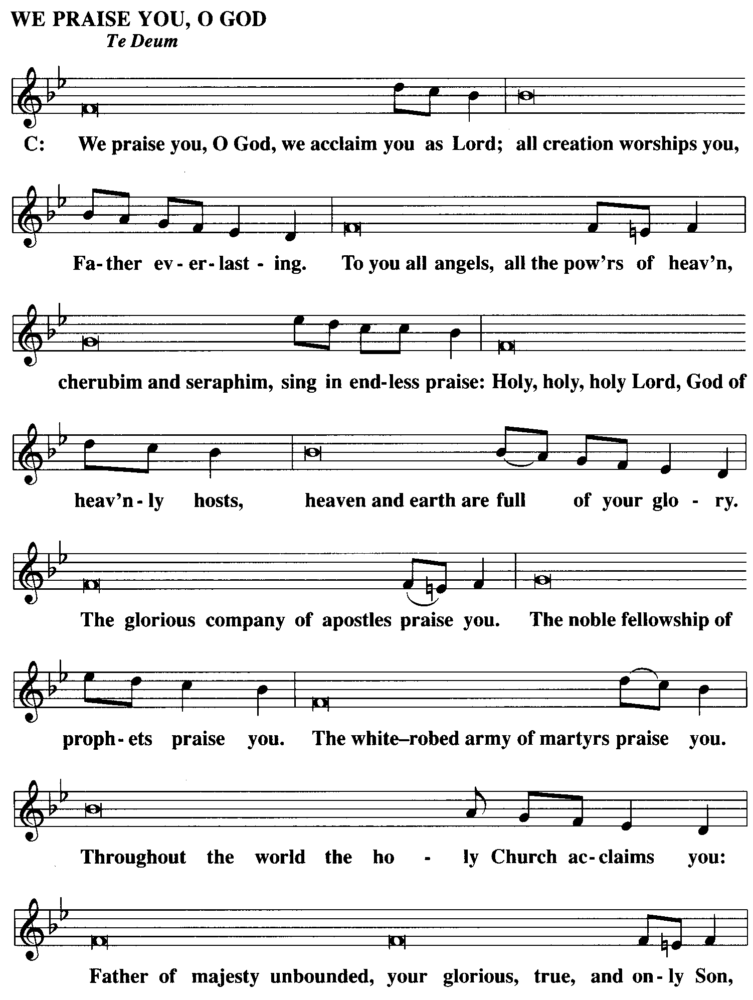 WE PRAISE YOU, O GOD
Te Deum
C: We praise you, O God, we acclaim you as Lord; all creation worships you,
Fa-ther ev-er-last-ing. To you all angels, all the pow'rs of heav'n,
cherubim and seraphim, sing in end-less praise: Holy, holy, holy Lord, God of
heav'n-ly hosts, heaven and earth are full of your glo-ry.
The glorious company of apostles praise you. The noble fellowship of
proph-ets praise you. The white–robed army of martyrs praise you.
Throughout the world the ho-ly Church ac-claims you:
Father of majesty unbounded, your glorious, true, and on-ly Son,